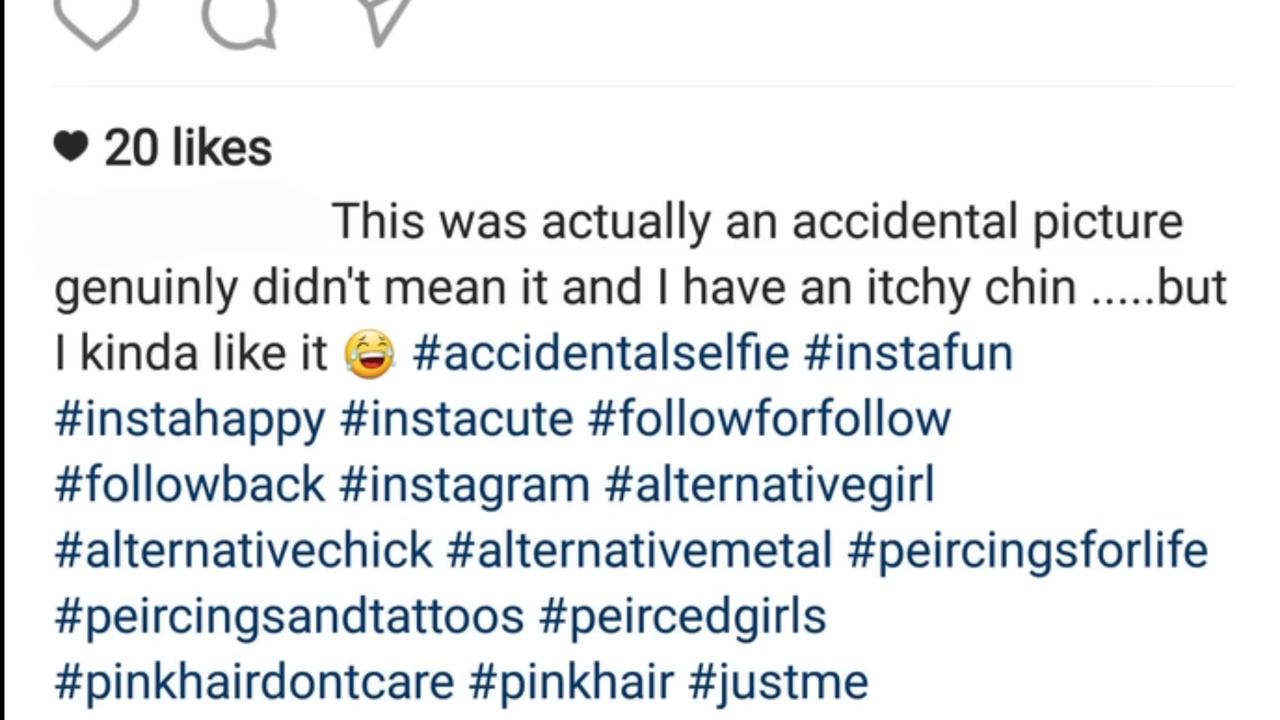 20 likes
This was actually an accidental picture
genuinly didn't mean it and I have an itchy chin .....but
I kinda like it 😂 #accidentalselfie #instafun
#instahappy #instacute #followforfollow
#followback #instagram #alternativegirl
#alternativechick #alternativemetal #peircingsforlife
#peircingsandtattoos #peircedgirls
#pinkhairdontcare #pinkhair #justme